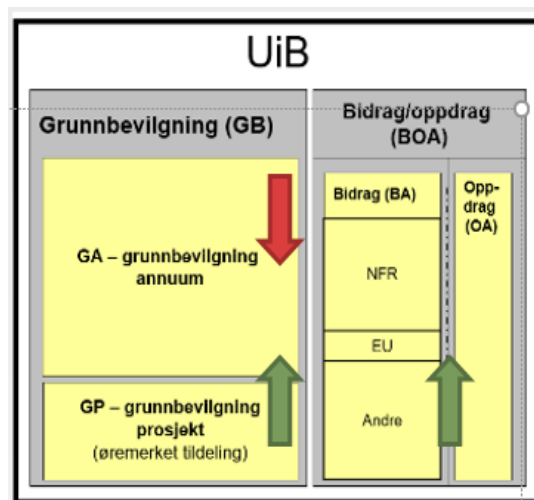 UiB
Grunnbevilgning (GB)
GA – grunnbevilgning
annuum
GP – grunnbevilgning
prosjekt
(øremerket tildeling)
Bidrag/oppdrag
(BOA)
Bidrag (BA)
NFR
EU
Andre
Opp-
drag
(OA)